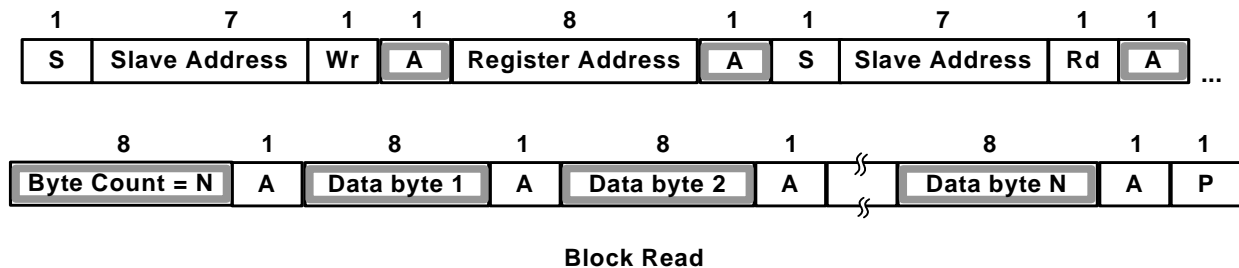 1 7 1 1 8 1 1 7 1 1
S Slave Address Wr A Register Address A S Slave Address Rd A ...
8 1 8 1 8 1 8 1 1
Byte Count = N A Data byte 1 A Data byte 2 A Data byte N A P
Block Read